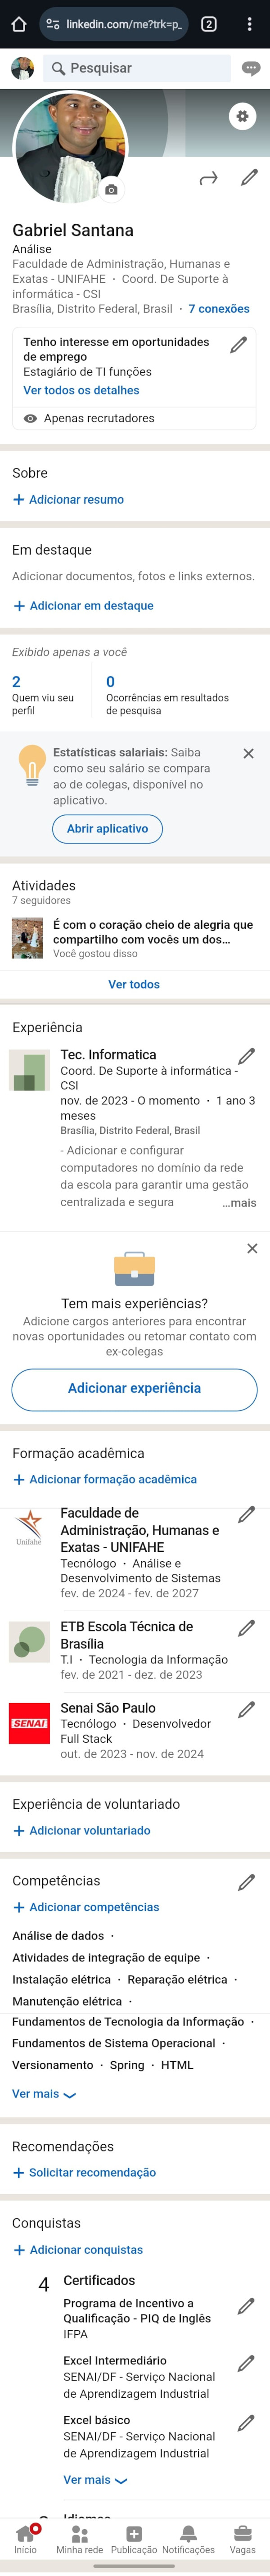 linkedin.com/me?trk=p_
2
Pesquisar
Gabriel Santana
Análise
Faculdade de Administração, Humanas e
Exatas - UNIFAHE · Coord. De Suporte à
informática - CSI
Brasília, Distrito Federal, Brasil · 7 conexões
Tenho interesse em oportunidades
de emprego
Estagiário de TI funções
Ver todos os detalhes
Apenas recrutadores
Sobre
+ Adicionar resumo
Em destaque
Adicionar documentos, fotos e links externos.
+ Adicionar em destaque
Exibido apenas a você
2
Quem viu seu
perfil
0
Ocorrências em resultados
de pesquisa
Estatísticas salariais: Saiba
como seu salário se compara
ao de colegas, disponível no
aplicativo.
Abrir aplicativo
Atividades
7 seguidores
É com o coração cheio de alegria que
compartilho com vocês um dos...
Você gostou disso
Ver todos
Experiência
Tec. Informatica
Coord. De Suporte à informática -
CSI
nov. de 2023 - O momento · 1 ano 3
meses
Brasília, Distrito Federal, Brasil
- Adicionar e configurar
computadores no domínio da rede
da escola para garantir uma gestão
centralizada e segura ...mais
Tem mais experiências?
Adicione cargos anteriores para encontrar
novas oportunidades ou retomar contato com
ex-colegas
Adicionar experiência
Formação acadêmica
+ Adicionar formação acadêmica
Unifahe
Faculdade de
Administração, Humanas e
Exatas - UNIFAHE
Tecnólogo · Análise e
Desenvolvimento de Sistemas
fev. de 2024 - fev. de 2027
ETB Escola Técnica de
Brasília
T.I · Tecnologia da Informação
fev. de 2021 - dez. de 2023
SENAI
Senai São Paulo
Tecnólogo · Desenvolvedor
Full Stack
out. de 2023 - nov. de 2024
Experiência de voluntariado
+ Adicionar voluntariado
Competências
+ Adicionar competências
Análise de dados ·
Atividades de integração de equipe ·
Instalação elétrica · Reparação elétrica ·
Manutenção elétrica ·
Fundamentos de Tecnologia da Informação ·
Fundamentos de Sistema Operacional ·
Versionamento · Spring · HTML
Ver mais
Recomendações
+ Solicitar recomendação
Conquistas
+ Adicionar conquistas
4 Certificados
Programa de Incentivo a
Qualificação - PIQ de Inglês
IFPA
Excel Intermediário
SENAI/DF - Serviço Nacional
de Aprendizagem Industrial
Excel básico
SENAI/DF - Serviço Nacional
de Aprendizagem Industrial
Ver mais
Idiomas
Início
Minha rede
Publicação
Notificações
Vagas